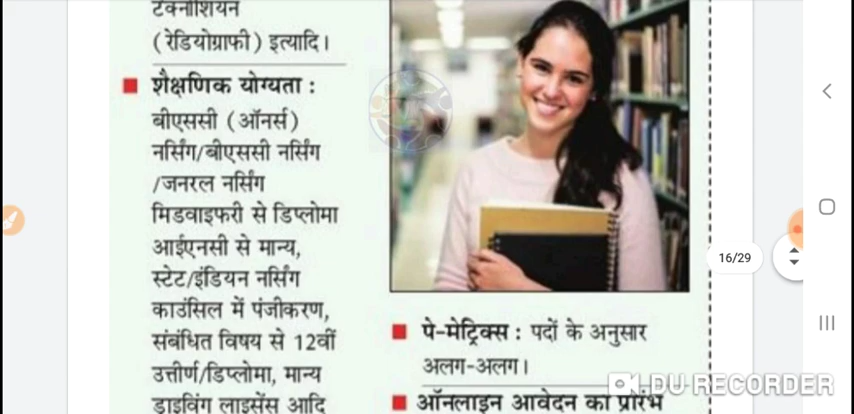 टेक्नीशियन
(रेडियोग्राफी) इत्यादि।
शैक्षणिक योग्यता :
बीएससी (ऑनर्स)
नर्सिंग/बीएससी नर्सिंग
/जनरल नर्सिंग
मिडवाइफरी से डिप्लोमा
आईएनसी से मान्य,
स्टेट/इंडियन नर्सिंग
काउंसिल में पंजीकरण,
संबंधित विषय से 12वीं
उत्तीर्ण/डिप्लोमा, मान्य
ड्राइविंग लाइसेंस आदि
पे-मेट्रिक्स : पदों के अनुसार
अलग-अलग।
ऑनलाइन आवेदन का प्रारंभ
16/29
DU RECORDER